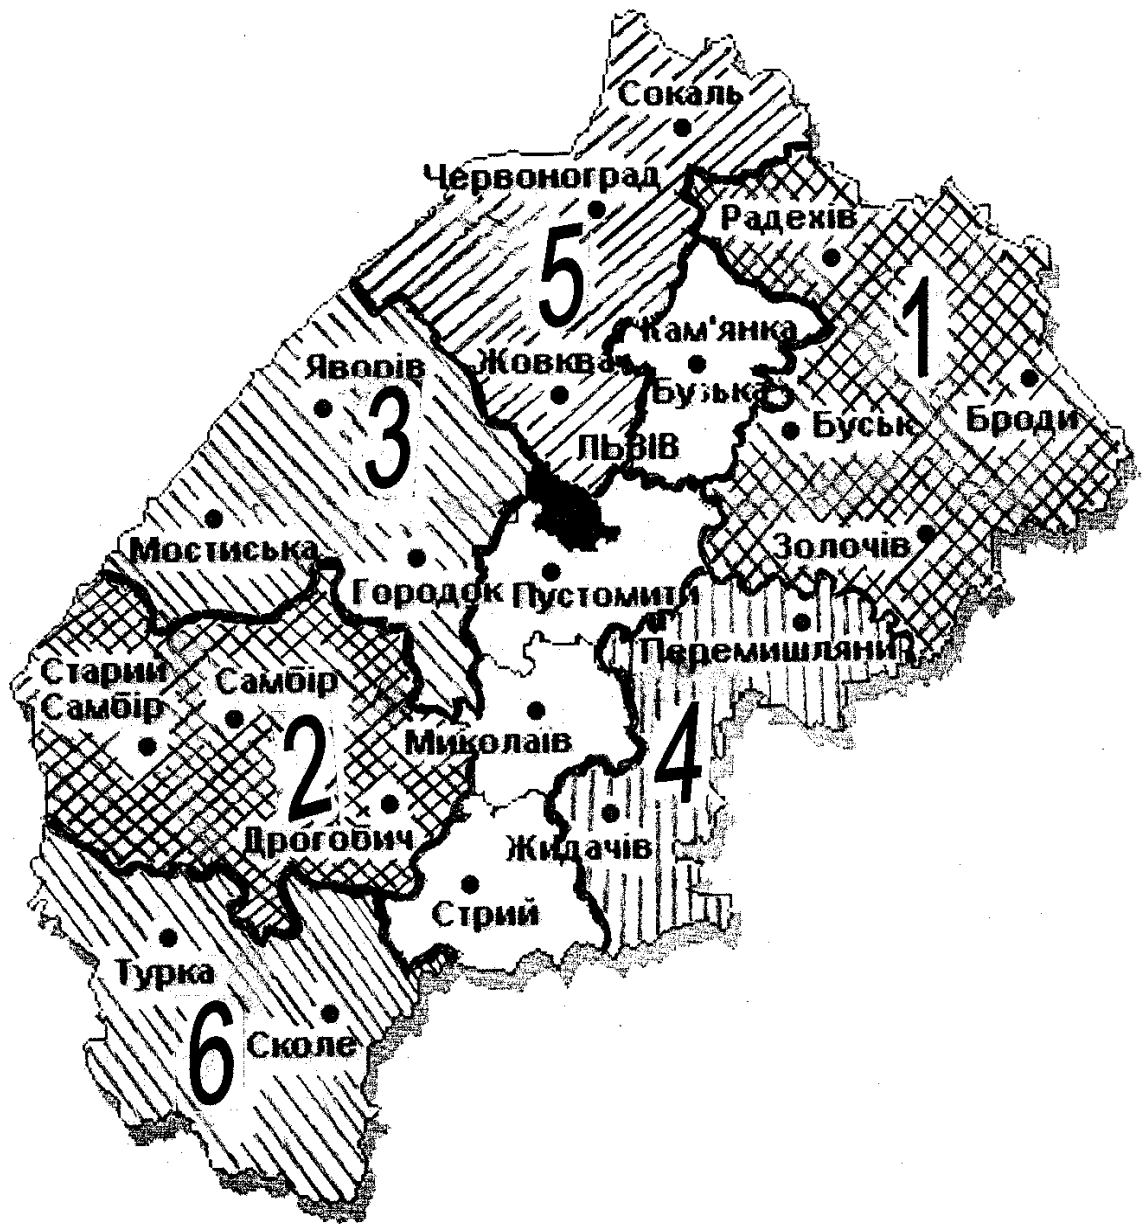 Сокаль
Червоноград
Радехів
5
1
Кам'янка
Буська
Яворів
Жовква
3
Буськ
Броди
ЛЬВІВ
Мостиська
Золочів
Городок
Пустомити
Перемишляни
Старий
Самбір
Самбір
2
Миколаїв
4
Дрогобич
Жидачів
Стрий
Турка
Сколе
6